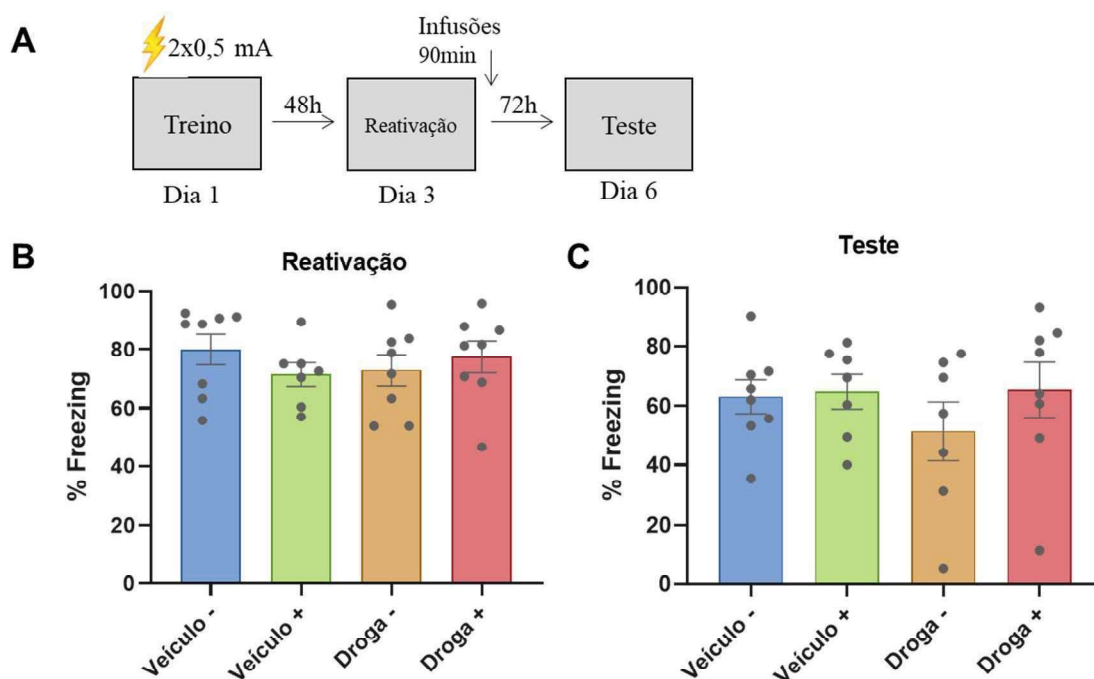 A
2x0,5 mA
Infusões
90min
48h
72h
Treino
Reativação
Teste
Dia 1
Dia 3
Dia 6
B
Reativação
% Freezing
100
80
60
40
20
0
Veículo -
Veículo +
Droga -
Droga +
C
Teste
% Freezing
100
80
60
40
20
0
Veículo -
Veículo +
Droga -
Droga +